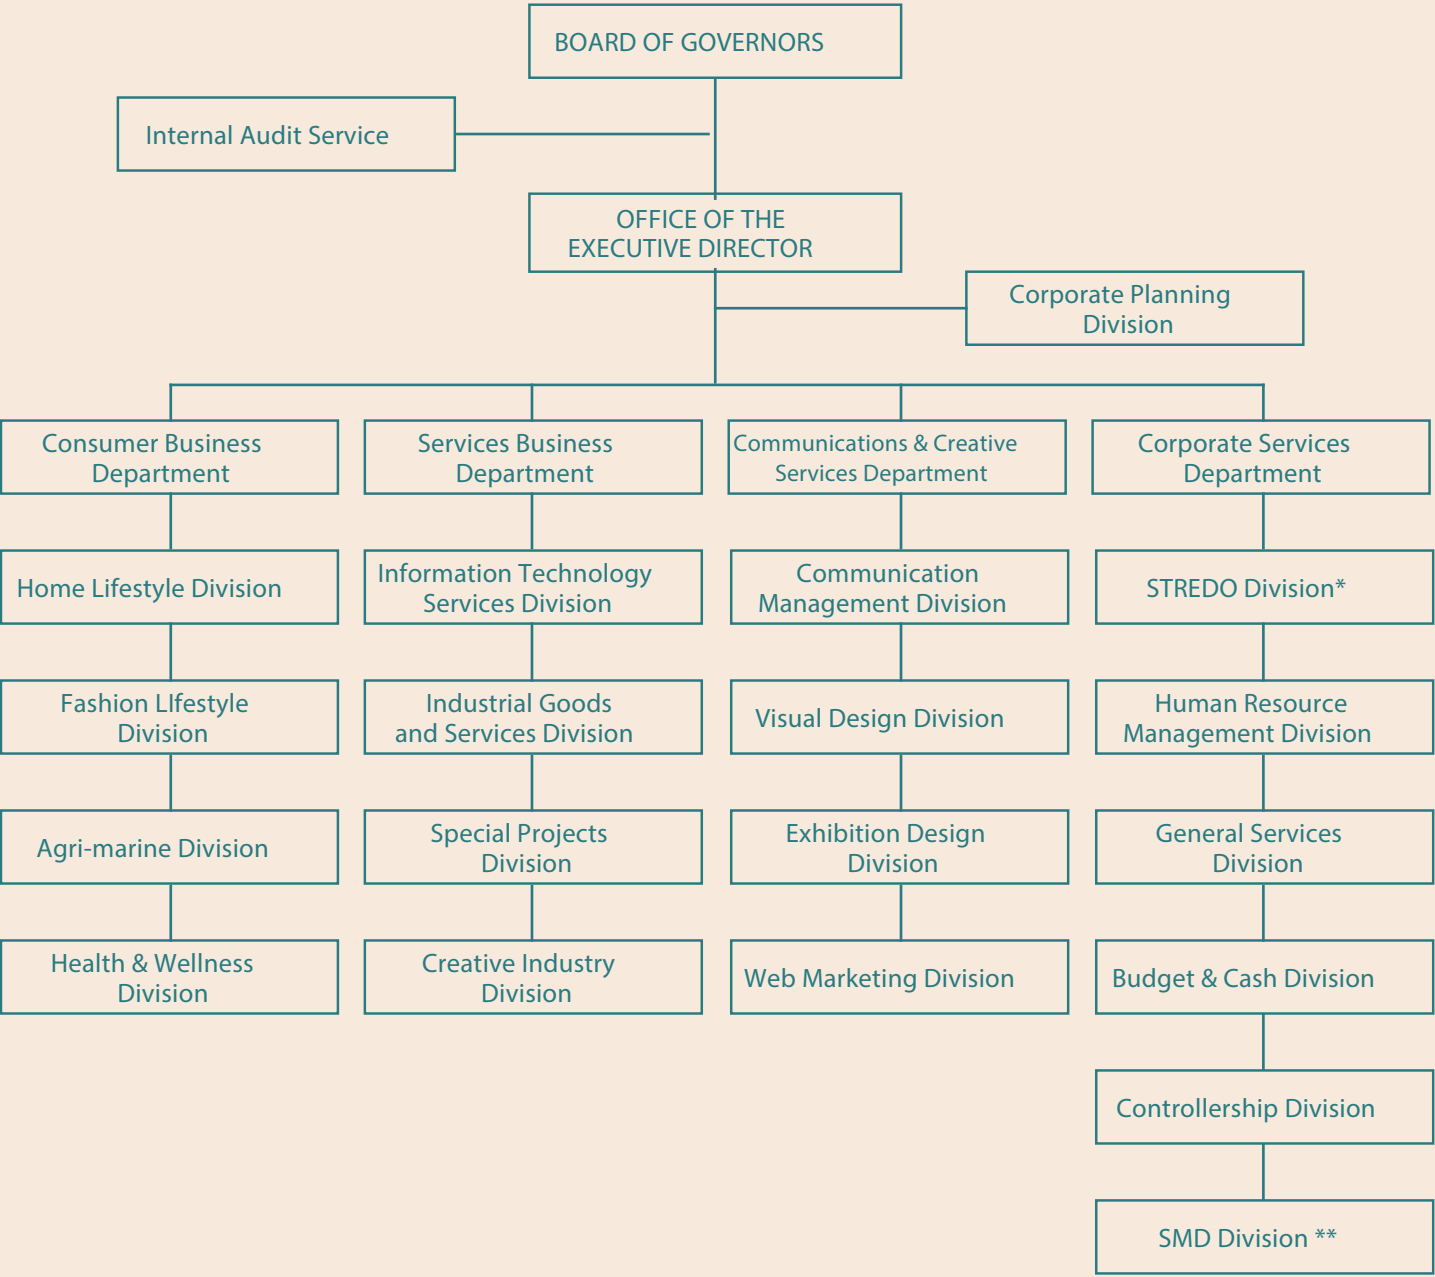 BOARD OF GOVERNORS
Internal Audit Service
OFFICE OF THE
EXECUTIVE DIRECTOR
Corporate Planning
Division
Consumer Business
Department
Services Business
Department
Communications & Creative
Services Department
Corporate Services
Department
Home Lifestyle Division
Information Technology
Services Division
Communication
Management Division
STREDO Division*
Fashion LIfestyle
Division
Industrial Goods
and Services Division
Visual Design Division
Human Resource
Management Division
Agri-marine Division
Special Projects
Division
Exhibition Design
Division
General Services
Division
Health & Wellness
Division
Creative Industry
Division
Web Marketing Division
Budget & Cash Division
Controllership Division
SMD Division **